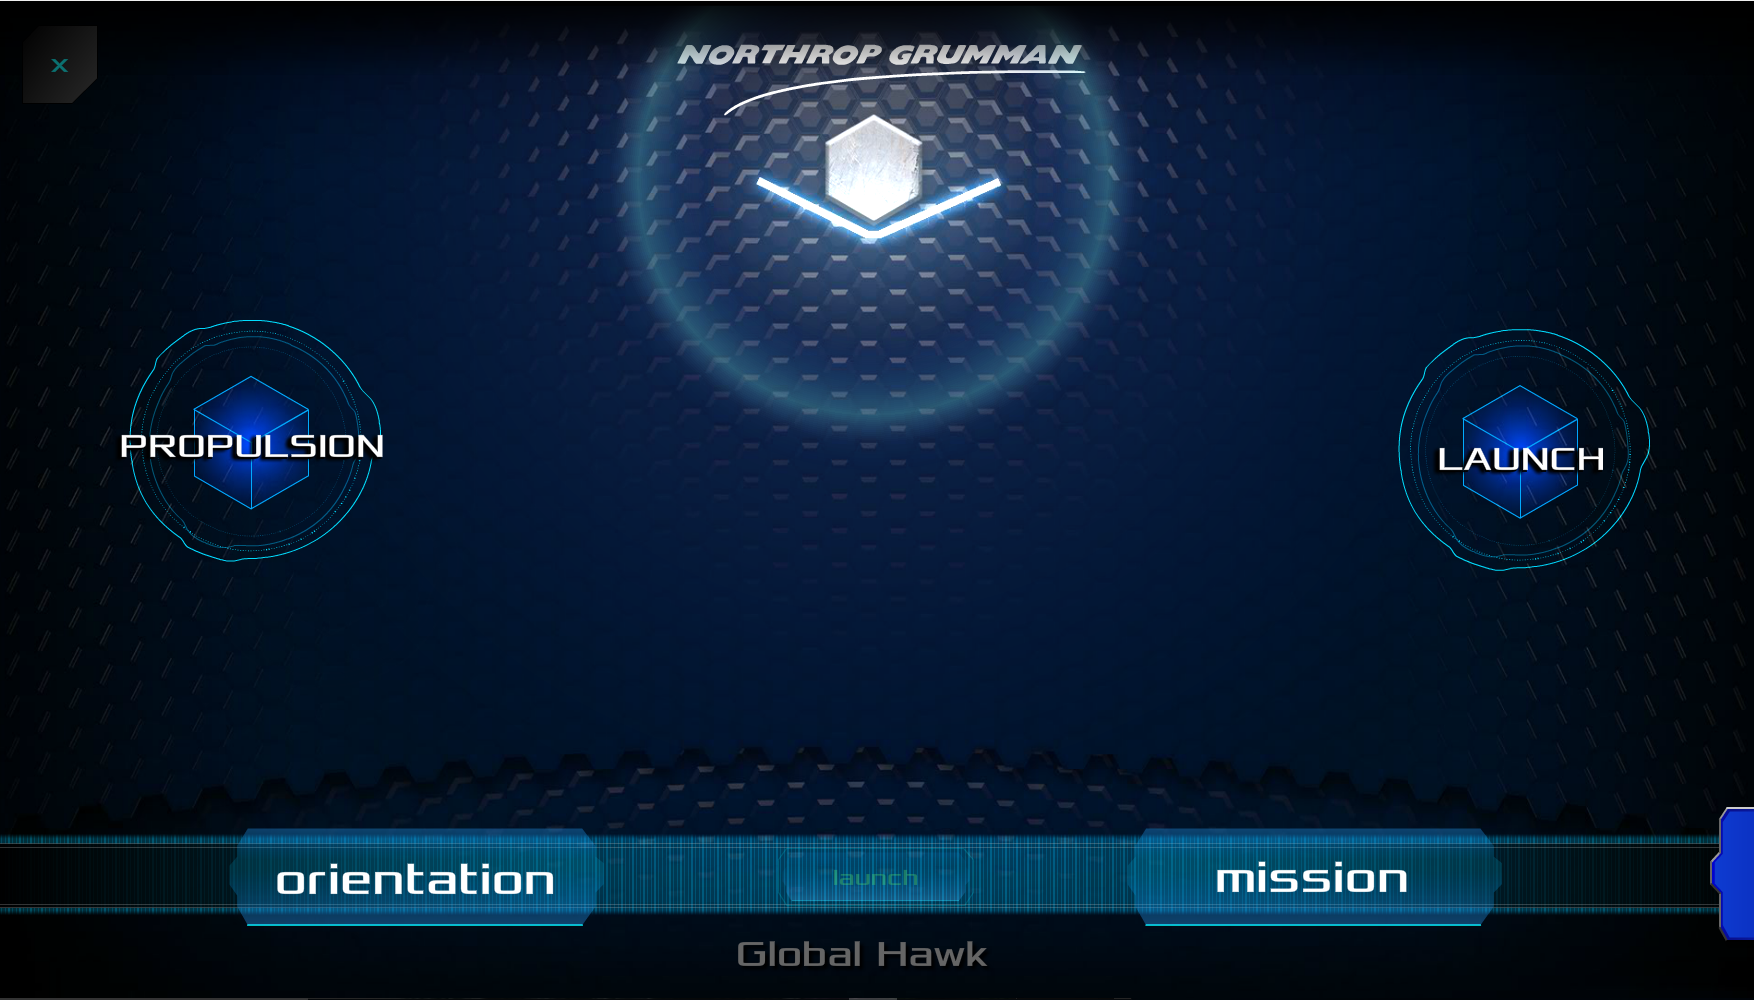 NORTHROP GRUMMAN
x
PROPULSION
LAUNCH
orientation
launch
mission
Global Hawk